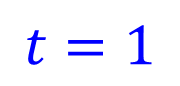 t = 1